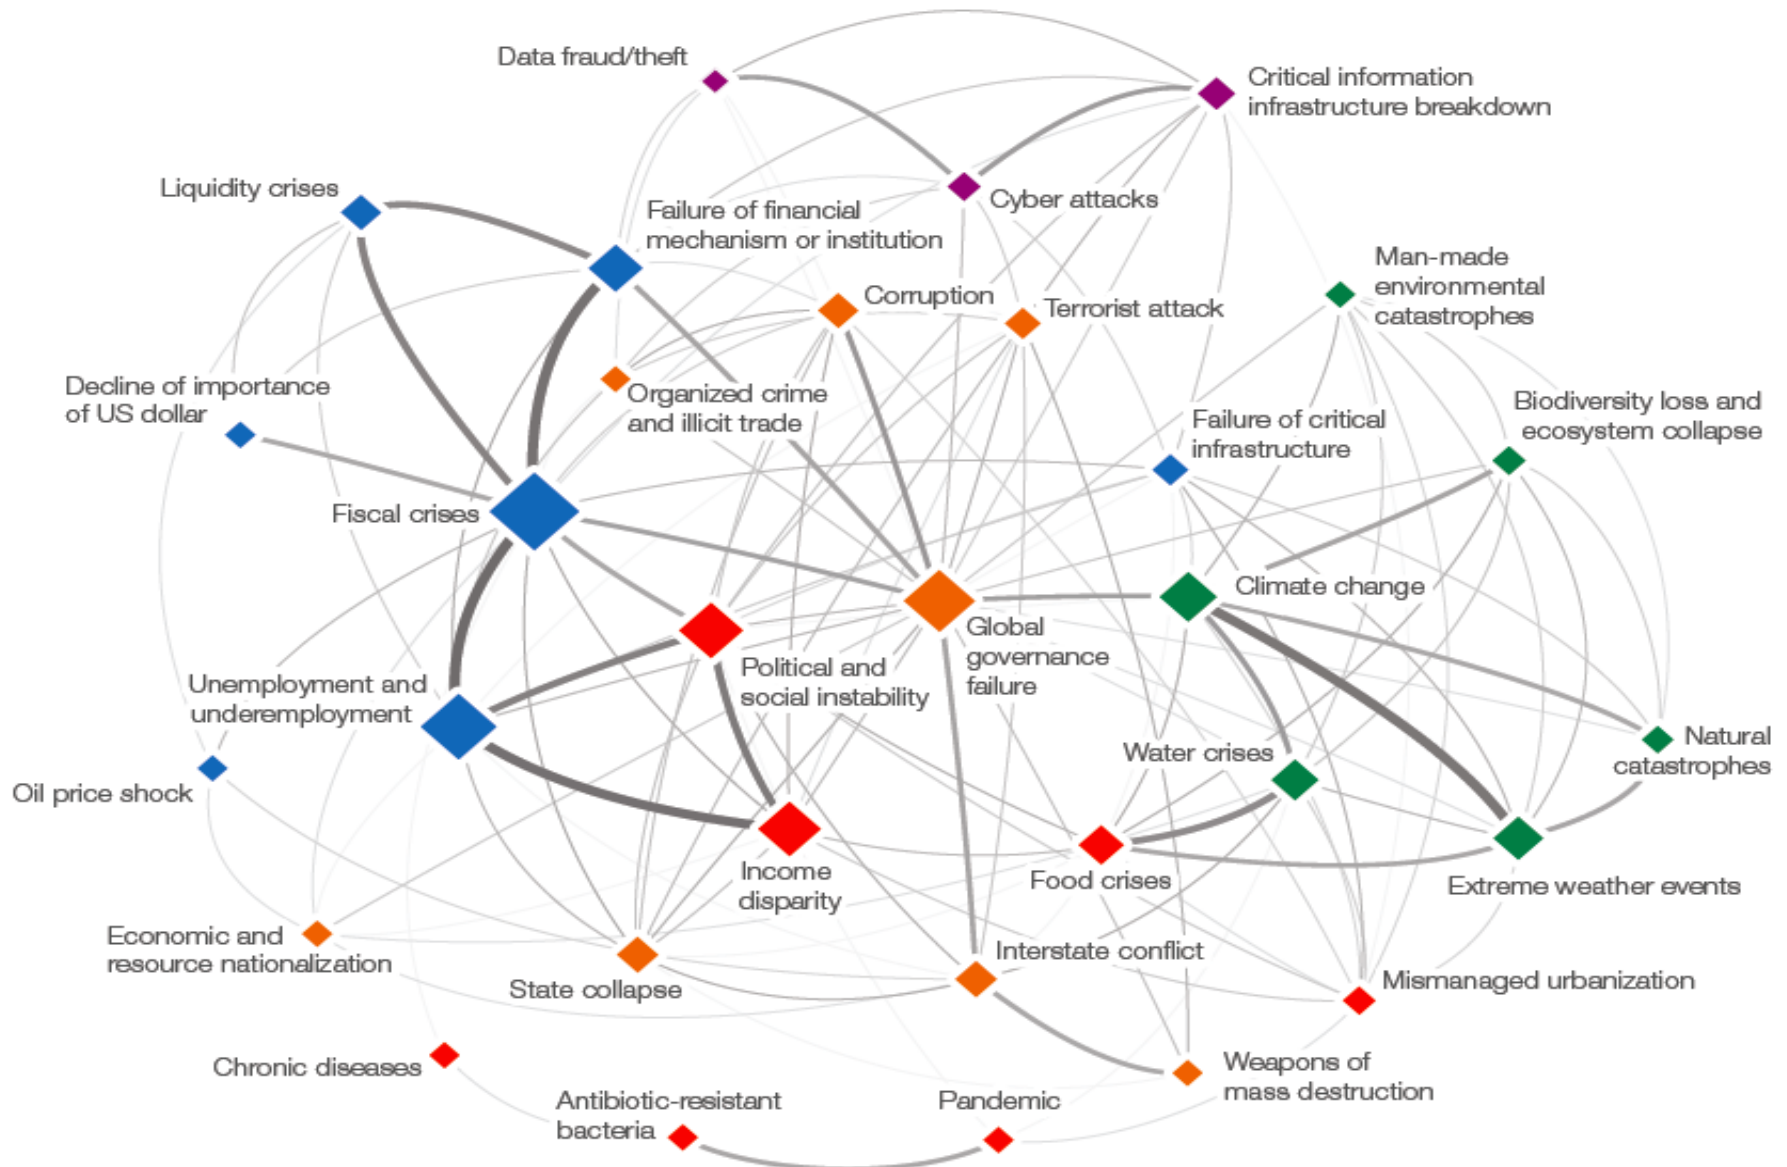 Data fraud/theft
Critical information
infrastructure breakdown
Liquidity crises
Cyber attacks
Failure of financial
mechanism or institution
Man-made
environmental
catastrophes
Corruption
Terrorist attack
Decline of importance
of US dollar
Organized crime
and illicit trade
Failure of critical
infrastructure
Biodiversity loss and
ecosystem collapse
Fiscal crises
Climate change
Global
governance
failure
Political and
social instability
Unemployment and
underemployment
Water crises
Natural
catastrophes
Oil price shock
Income
disparity
Food crises
Extreme weather events
Economic and
resource nationalization
State collapse
Interstate conflict
Mismanaged urbanization
Chronic diseases
Weapons of
mass destruction
Antibiotic-resistant
bacteria
Pandemic